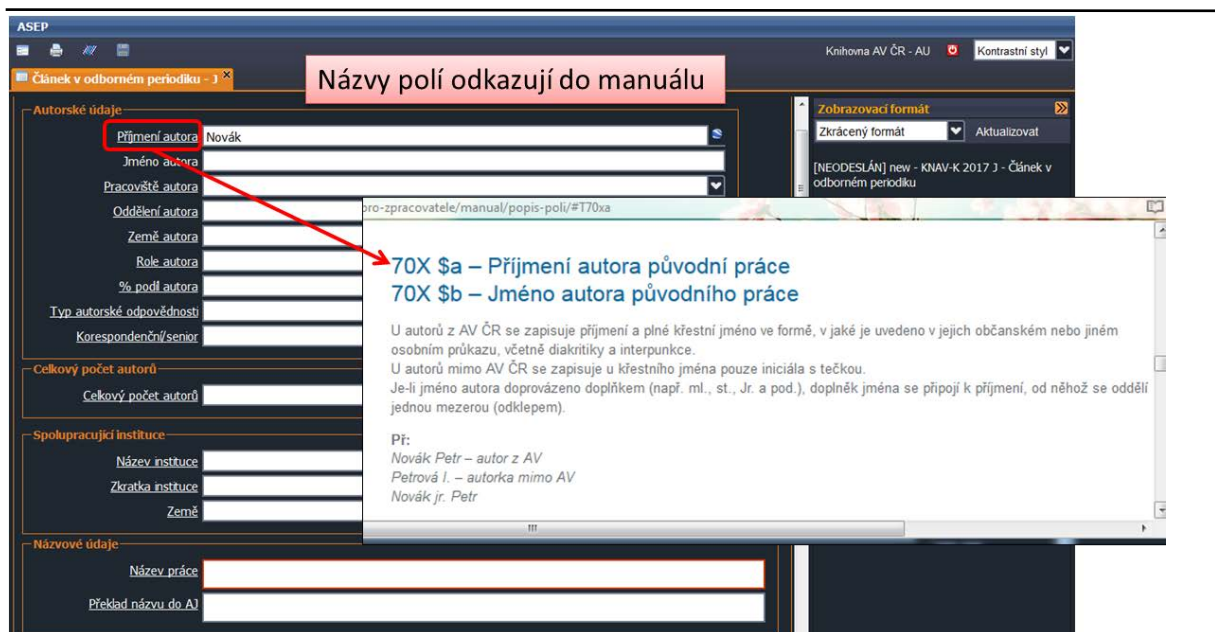 ASEP
Knihovna AV ČR - AU
Kontrastní styl
Článek v odborném periodiku - J
Názvy polí odkazují do manuálu
Autorské údaje
Příjmení autora Novák
Jméno autora
Pracoviště autora
Oddělení autora
Země autora
Role autora
% podíl autora
Typ autorské odpovědnosti
Korespondenční/senior
Celkový počet autorů
Celkový počet autorů
Spolupracující instituce
Název instituce
Zkratka instituce
Země
Názvové údaje
Název práce
Překlad názvu do AJ
Zobrazovací formát
Zkrácený formát Aktualizovat
[NEODESLÁN] new - KNAV-K 2017 J - Článek v
odborném periodiku
pro-zpracovatele/manual/popis-poli/#T70xa
70X $a – Příjmení autora původní práce
70X $b – Jméno autora původního práce
U autorů z AV ČR se zapisuje příjmení a plné křestní jméno ve formě, v jaké je uvedeno v jejich občanském nebo jiném
osobním průkazu, včetně diakritiky a interpunkce.
U autorů mimo AV ČR se zapisuje u křestního jména pouze iniciála s tečkou.
Je-li jméno autora doprovázeno doplňkem (např. ml., st., Jr. a pod.), doplněk jména se připojí k příjmení, od něhož se oddělí
jednou mezerou (odklepem).
Př:
Novák Petr – autor z AV
Petrová I. – autorka mimo AV
Novák jr. Petr